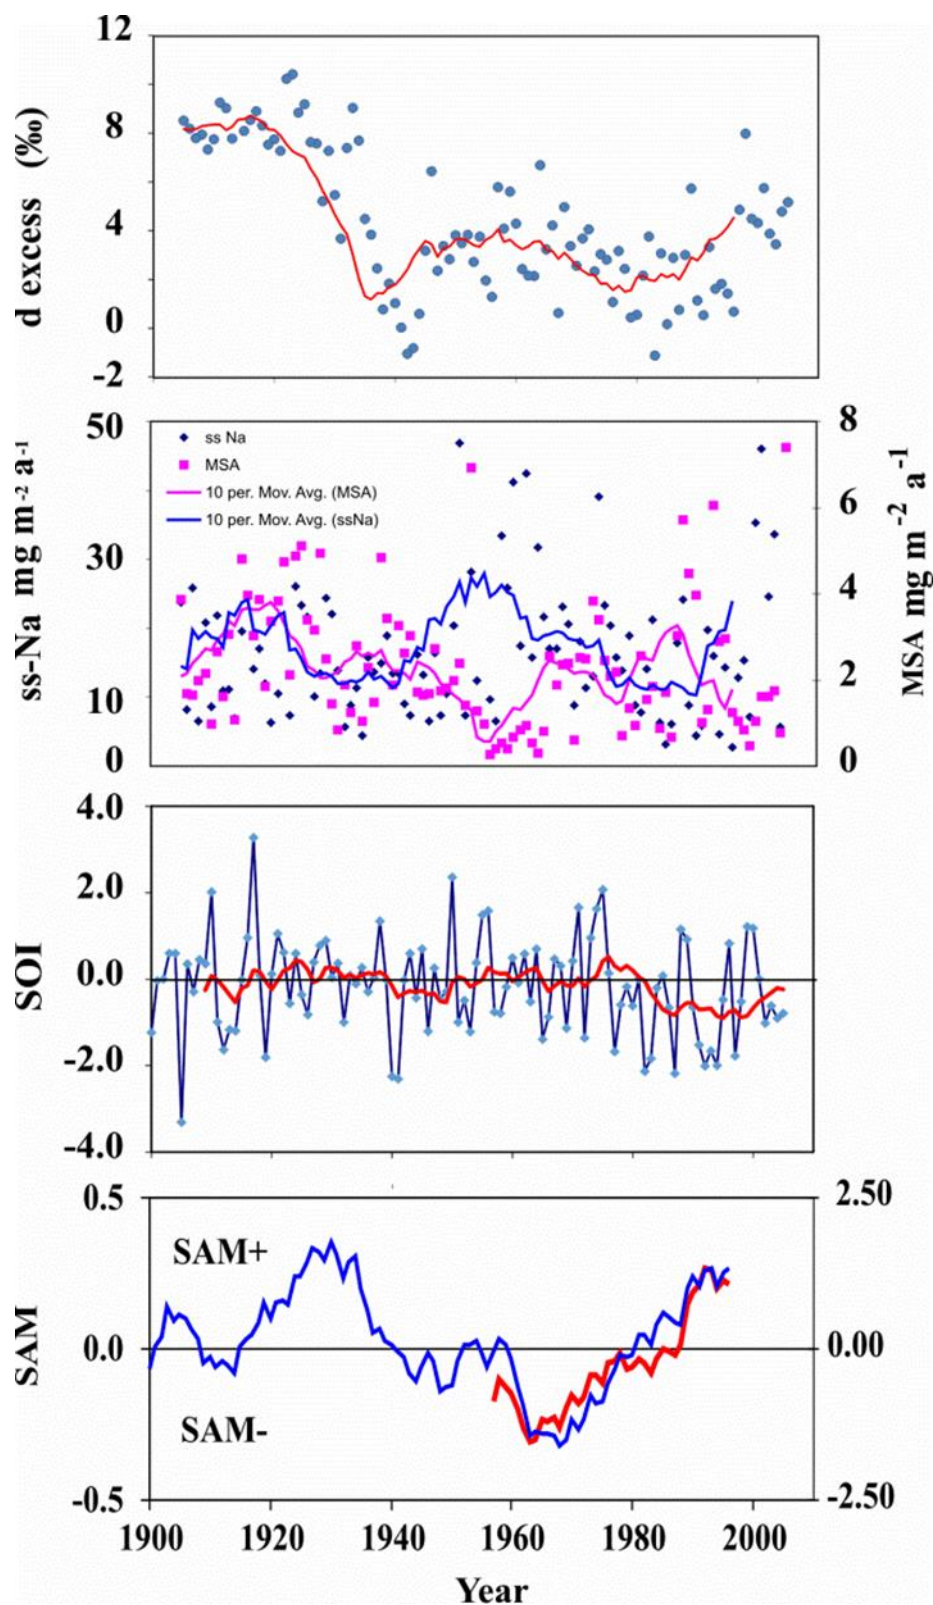 12
8
4
0
-2
d excess (‰)
50
30
10
0
ss-Na mg m-2 a-1
ss Na
MSA
10 per. Mov. Avg. (MSA)
10 per. Mov. Avg. (ssNa)
8
6
4
2
0
MSA mg m-2 a-1
4.0
2.0
0.0
-2.0
-4.0
SOI
0.5
0.0
-0.5
SAM
SAM+
SAM-
2.50
0.00
-2.50
1900 1920 1940 1960 1980 2000
Year